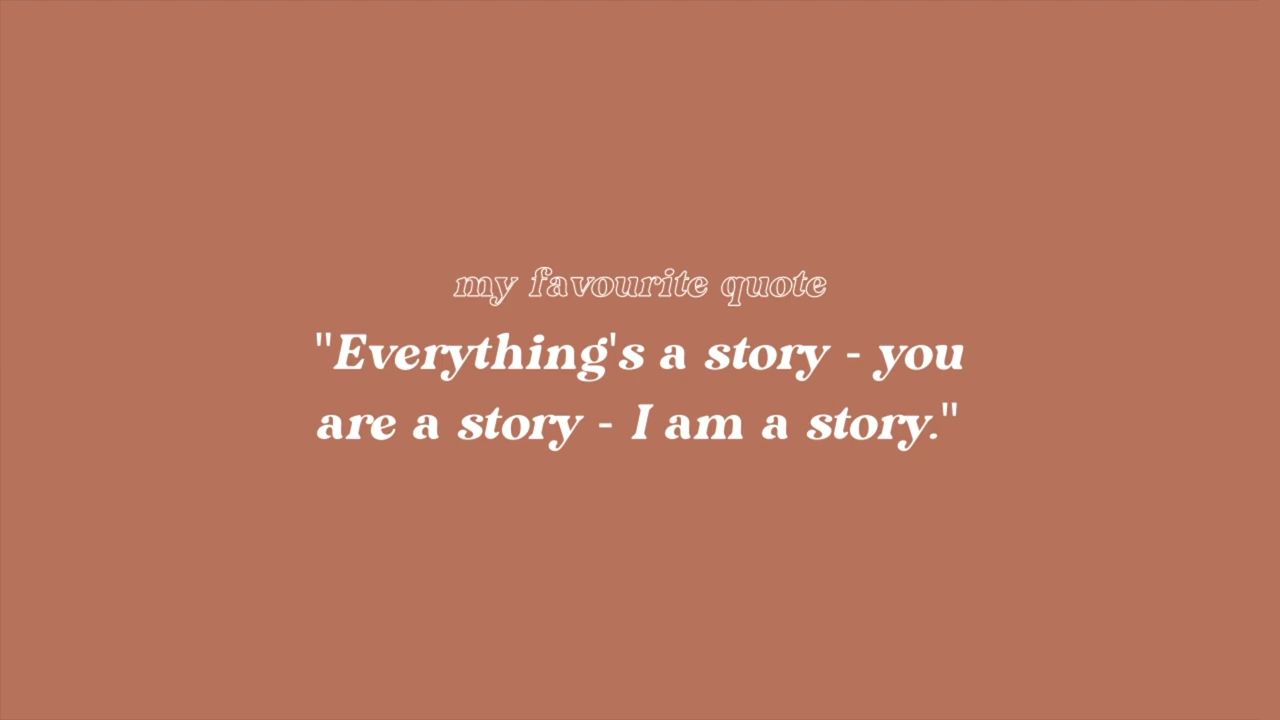 my favourite quote
"Everything's a story - you
are a story - I am a story."